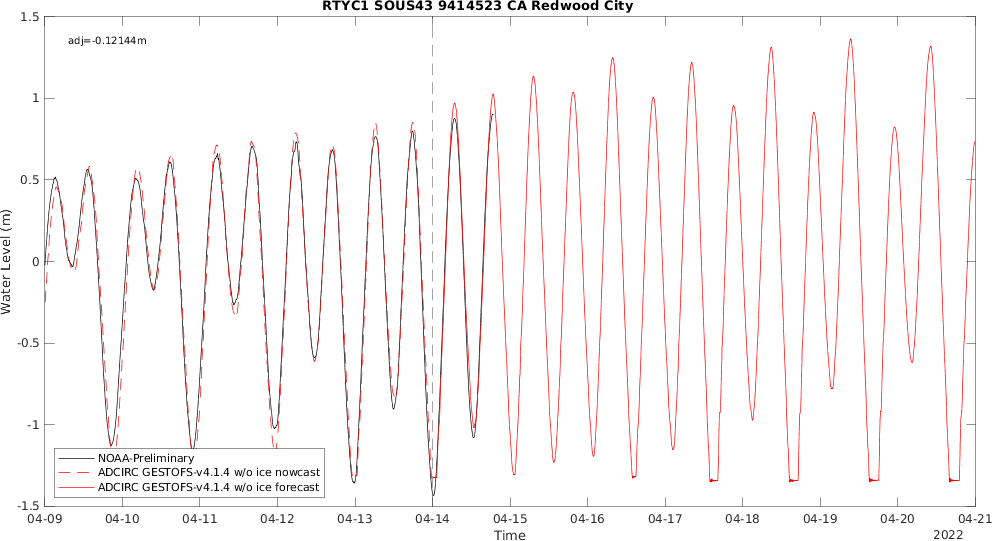 RTYC1 SOUS43 9414523 CA Redwood City
adj=-0.12144m
1.5
1
0.5
0
-0.5
-1
-1.5
Water Level (m)
NOAA-Preliminary
ADCIRC GESTOFS-v4.1.4 w/o ice nowcast
ADCIRC GESTOFS-v4.1.4 w/o ice forecast
04-09 04-10 04-11 04-12 04-13 04-14 04-15 04-16 04-17 04-18 04-19 04-20 04-21
Time
2022